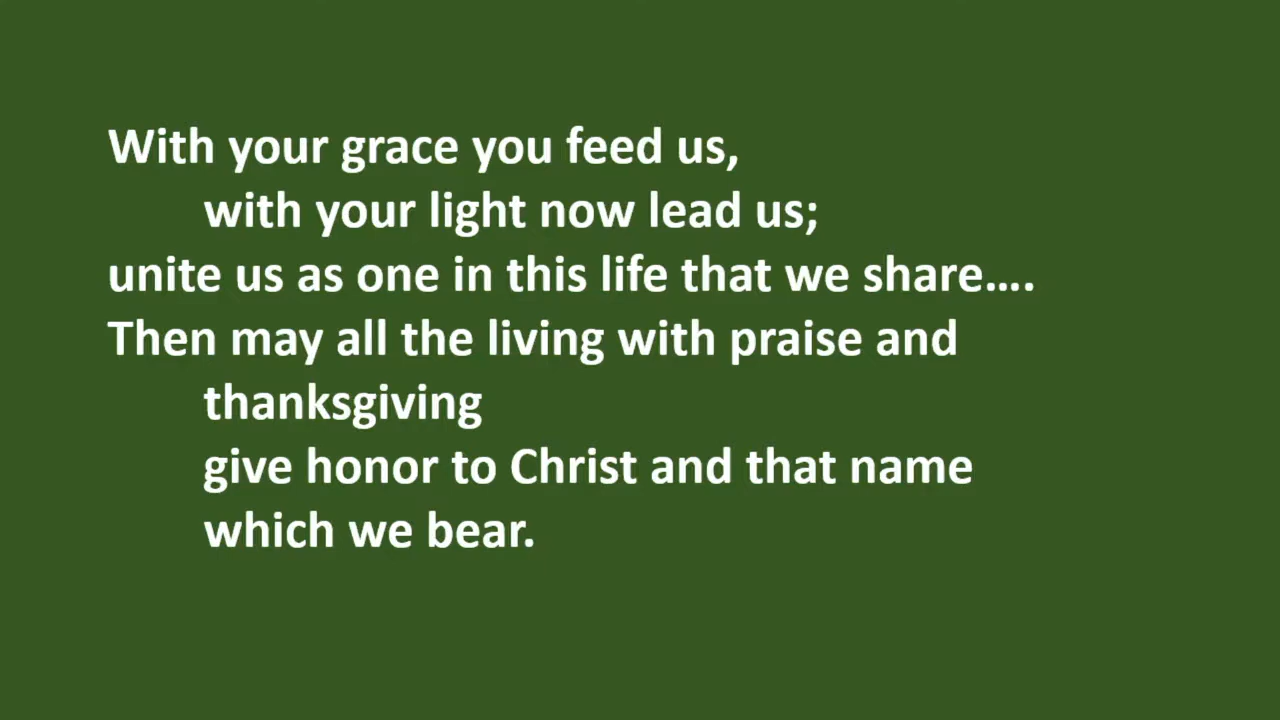 With your grace you feed us,
with your light now lead us;
unite us as one in this life that we share....
Then may all the living with praise and
thanksgiving
give honor to Christ and that name
which we bear.